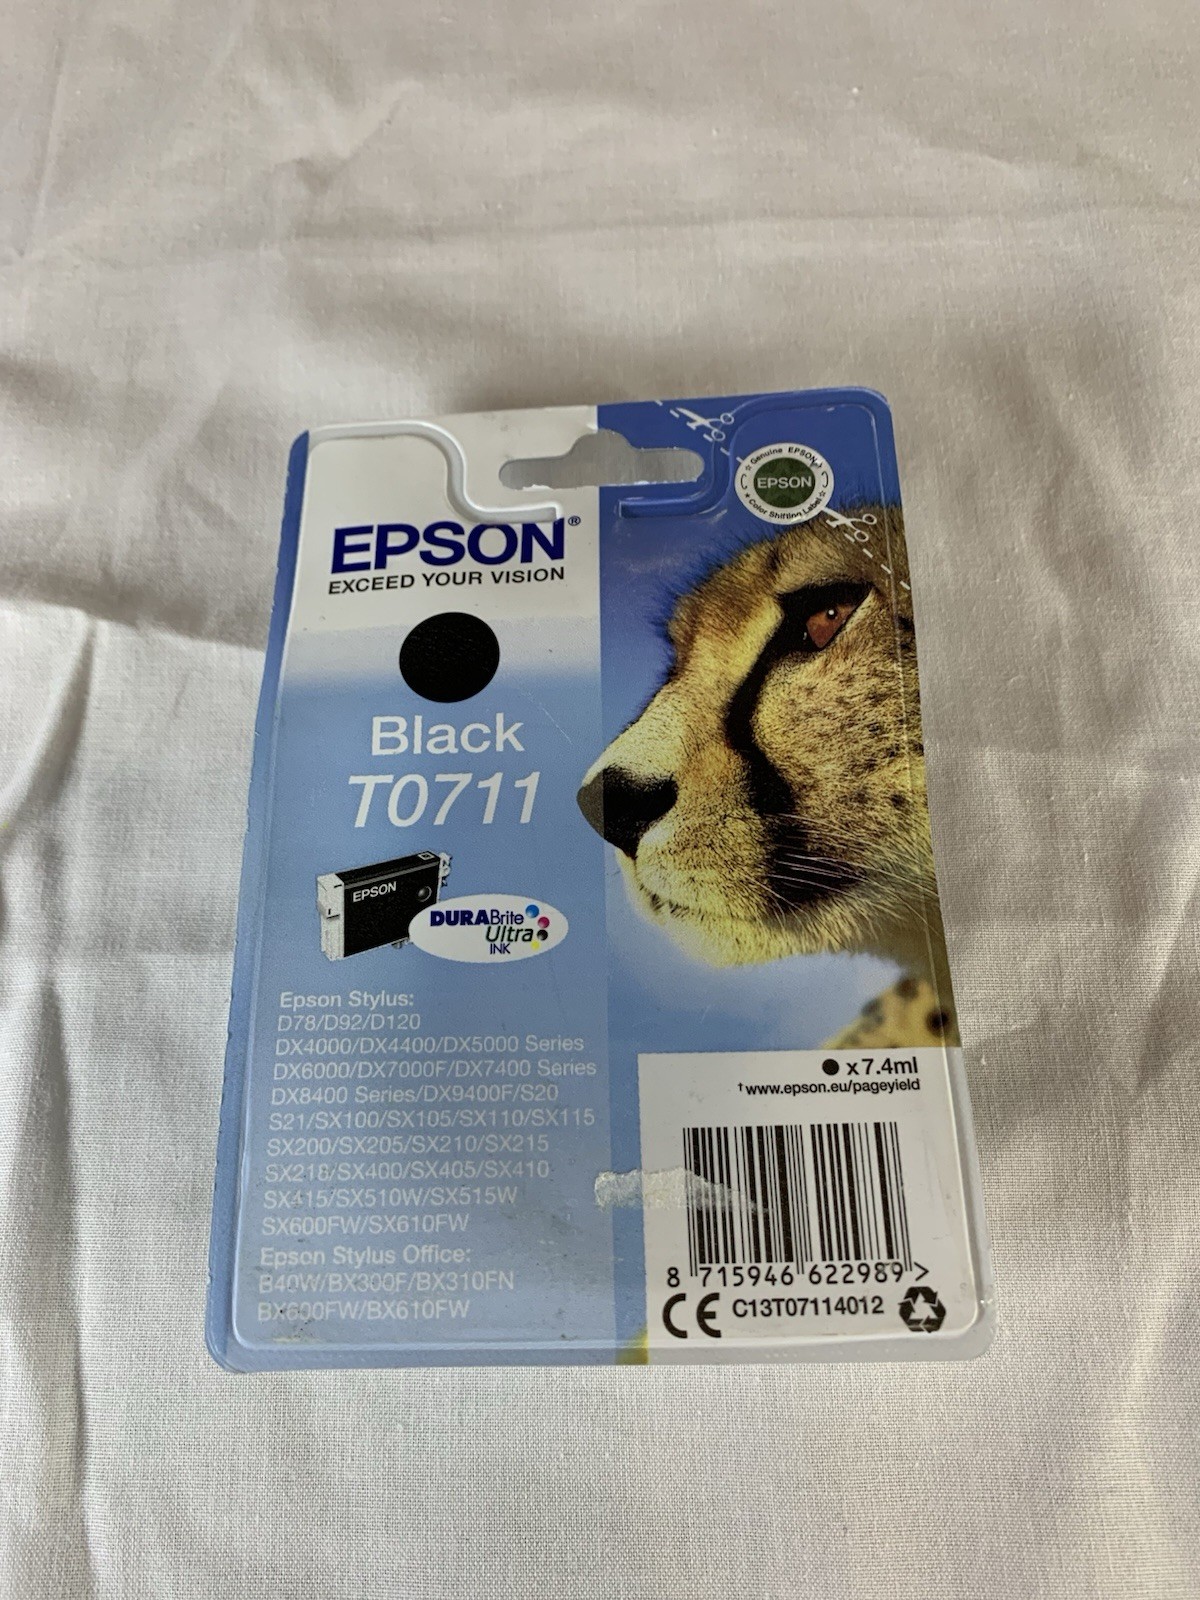 Genuine EPSON
EPSON
Color Shifting Label
EPSON®
EXCEED YOUR VISION
Black
T0711
EPSON
DURABrite
Ultra
INK
Epson Stylus:
D78/D92/D120
DX4000/DX4400/DX5000 Series
DX6000/DX7000F/DX7400 Series
DX8400 Series/DX9400F/S20
S21/SX100/SX105/SX110/SX115
SX200/SX205/SX210/SX215
SX218/SX400/SX405/SX410
SX415/SX510W/SX515W
SX600FW/SX610FW
Epson Stylus Office:
B40W/BX300F/BX310FN
BX600FW/BX610FW
x7.4ml
†www.epson.eu/pageyield
8 715946 622989 >
CE C13T07114012